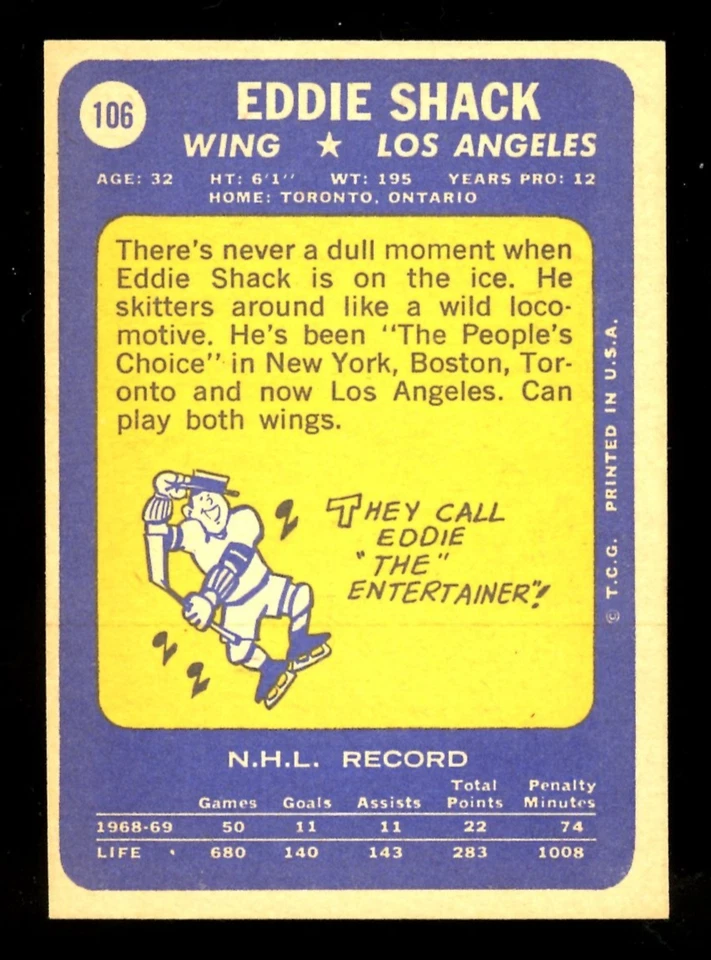 106
EDDIE SHACK
WING ★ LOS ANGELES
AGE: 32 HT: 6'1" WT: 195 YEARS PRO: 12
HOME: TORONTO, ONTARIO
There's never a dull moment when
Eddie Shack is on the ice. He
skitters around like a wild loco-
motive. He's been "The People's
Choice" in New York, Boston, Tor-
onto and now Los Angeles. Can
play both wings.
THEY CALL
EDDIE
"THE"
ENTERTAINER"!
© T.C.G. PRINTED IN U.S.A.
N.H.L. RECORD
Total Penalty
Games Goals Assists Points Minutes
1968-69 50 11 11 22 74
LIFE 680 140 143 283 1008